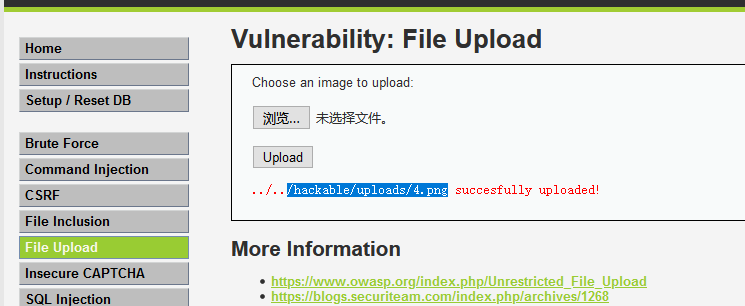 Home
Instructions
Setup / Reset DB
Brute Force
Command Injection
CSRF
File Inclusion
File Upload
Insecure CAPTCHA
SQL Injection
Vulnerability: File Upload
Choose an image to upload:
浏览... 未选择文件。
Upload
../../hackable/uploads/4.png succesfully uploaded!
More Information
https://www.owasp.org/index.php/Unrestricted_File_Upload
https://blogs.securiteam.com/index.php/archives/1268